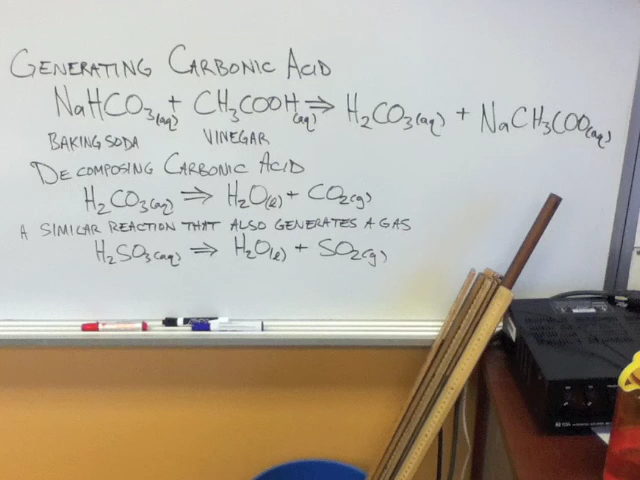 GENERATING CARBONIC ACID
NaHCO₃(aq) + CH₃COOH(aq) ⇒ H₂CO₃(aq) + NaCH₃COO(aq)
BAKING SODA VINEGAR
DECOMPOSING CARBONIC ACID
H₂CO₃(aq) ⇒ H₂O(l) + CO₂(g)
A SIMILAR REACTION THAT ALSO GENERATES A GAS
H₂SO₃(aq) ⇒ H₂O(l) + SO₂(g)